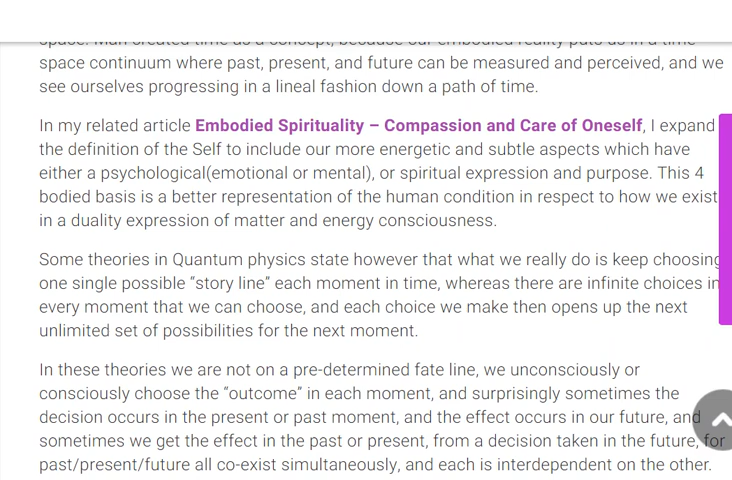 space. Man created time as a concept, because our embodied reality puts us in a time
space continuum where past, present, and future can be measured and perceived, and we
see ourselves progressing in a lineal fashion down a path of time.
In my related article Embodied Spirituality – Compassion and Care of Oneself, I expand
the definition of the Self to include our more energetic and subtle aspects which have
either a psychological(emotional or mental), or spiritual expression and purpose. This 4
bodied basis is a better representation of the human condition in respect to how we exist
in a duality expression of matter and energy consciousness.
Some theories in Quantum physics state however that what we really do is keep choosing
one single possible “story line” each moment in time, whereas there are infinite choices in
every moment that we can choose, and each choice we make then opens up the next
unlimited set of possibilities for the next moment.
In these theories we are not on a pre-determined fate line, we unconsciously or
consciously choose the “outcome” in each moment, and surprisingly sometimes the
decision occurs in the present or past moment, and the effect occurs in our future, and
sometimes we get the effect in the past or present, from a decision taken in the future, for
past/present/future all co-exist simultaneously, and each is interdependent on the other.